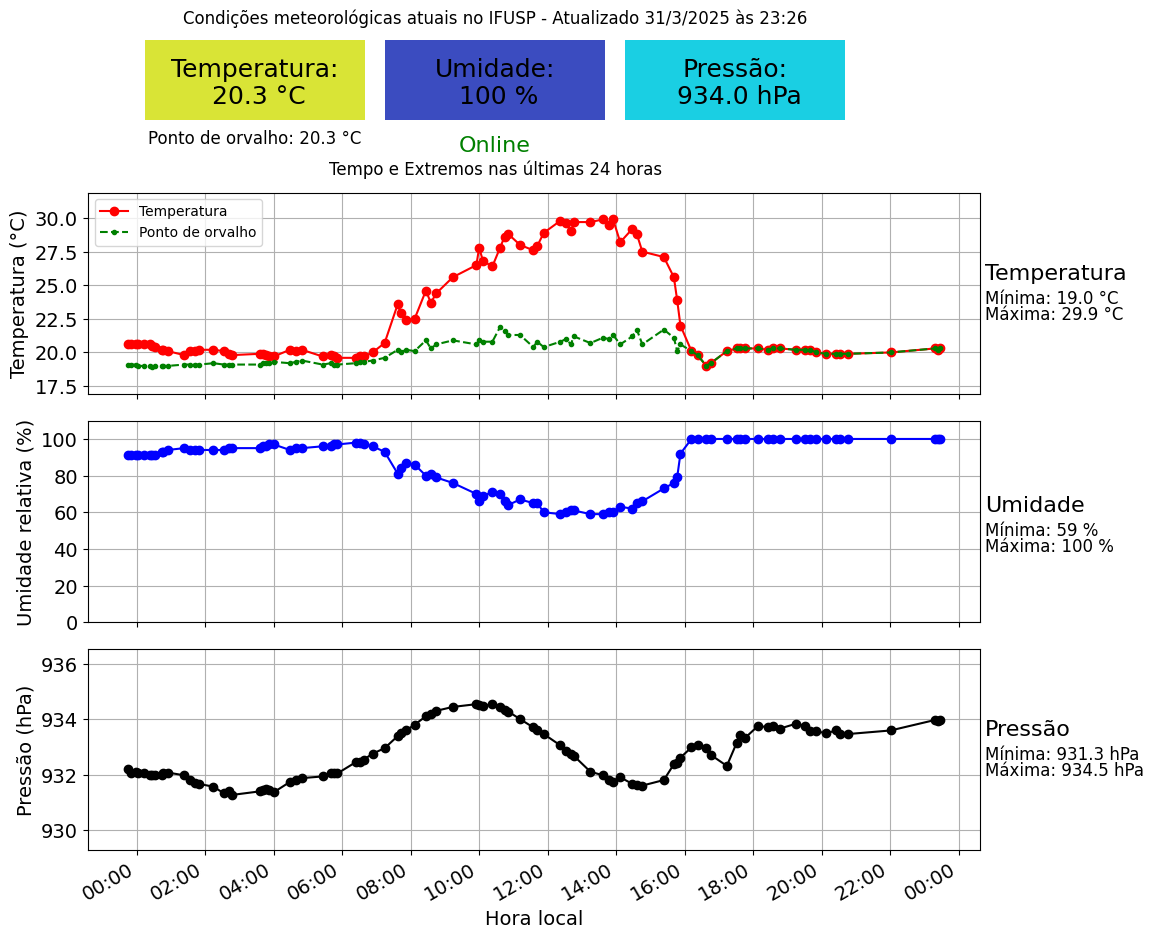 Condições meteorológicas atuais no IFUSP - Atualizado 31/3/2025 às 23:26
Temperatura:
20.3 °C
Umidade:
100 %
Pressão:
934.0 hPa
Ponto de orvalho: 20.3 °C
Online
Tempo e Extremos nas últimas 24 horas
Temperatura (°C)
30.0
27.5
25.0
22.5
20.0
17.5
Temperatura
Ponto de orvalho
Temperatura
Mínima: 19.0 °C
Máxima: 29.9 °C
Umidade relativa (%)
100
80
60
40
20
0
Umidade
Mínima: 59 %
Máxima: 100 %
Pressão (hPa)
936
934
932
930
Pressão
Mínima: 931.3 hPa
Máxima: 934.5 hPa
00:00 02:00 04:00 06:00 08:00 10:00 12:00 14:00 16:00 18:00 20:00 22:00 00:00
Hora local